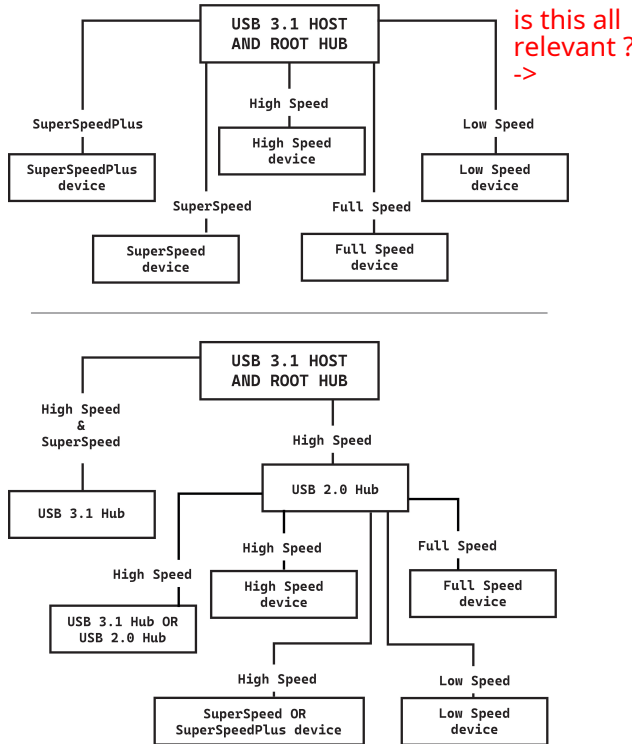 USB 3.1 HOST
AND ROOT HUB
is this all
relevant ?
->
High Speed
SuperSpeedPlus
Low Speed
High Speed
device
SuperSpeedPlus
device
Low Speed
device
SuperSpeed
Full Speed
SuperSpeed
device
Full Speed
device
USB 3.1 HOST
AND ROOT HUB
High Speed
&
SuperSpeed
High Speed
USB 3.1 Hub
USB 2.0 Hub
High Speed
Full Speed
High Speed
High Speed
device
Full Speed
device
USB 3.1 Hub OR
USB 2.0 Hub
High Speed
Low Speed
SuperSpeed OR
SuperSpeedPlus device
Low Speed
device